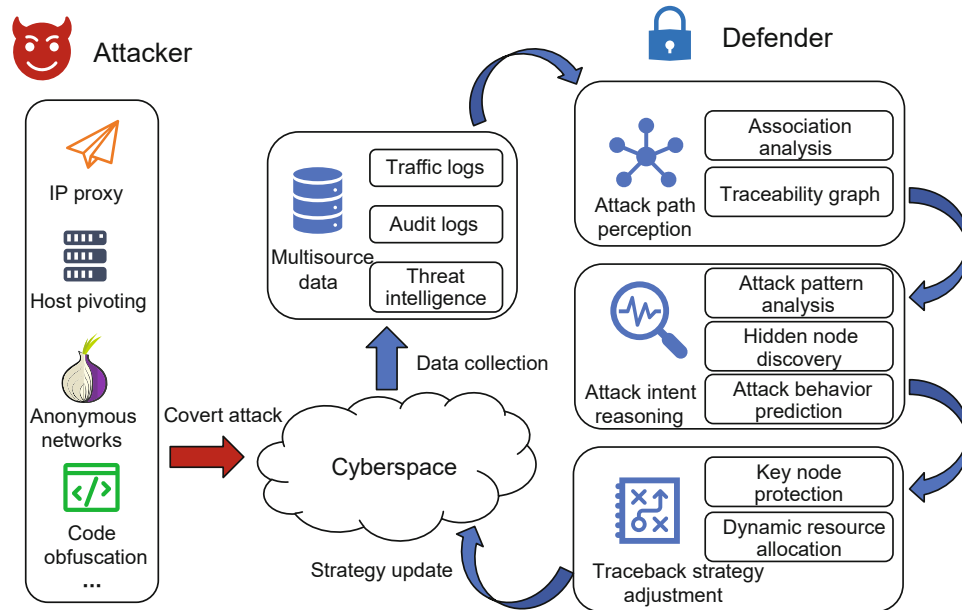 Attacker
IP proxy
Host pivoting
Anonymous
networks
Code
obfuscation
...
Covert attack
Cyberspace
Data collection
Multisource
data
Traffic logs
Audit logs
Threat
intelligence
Defender
Attack path
perception
Association
analysis
Traceability graph
Attack intent
reasoning
Attack pattern
analysis
Hidden node
discovery
Attack behavior
prediction
Traceback strategy
adjustment
Key node
protection
Dynamic resource
allocation
Strategy update